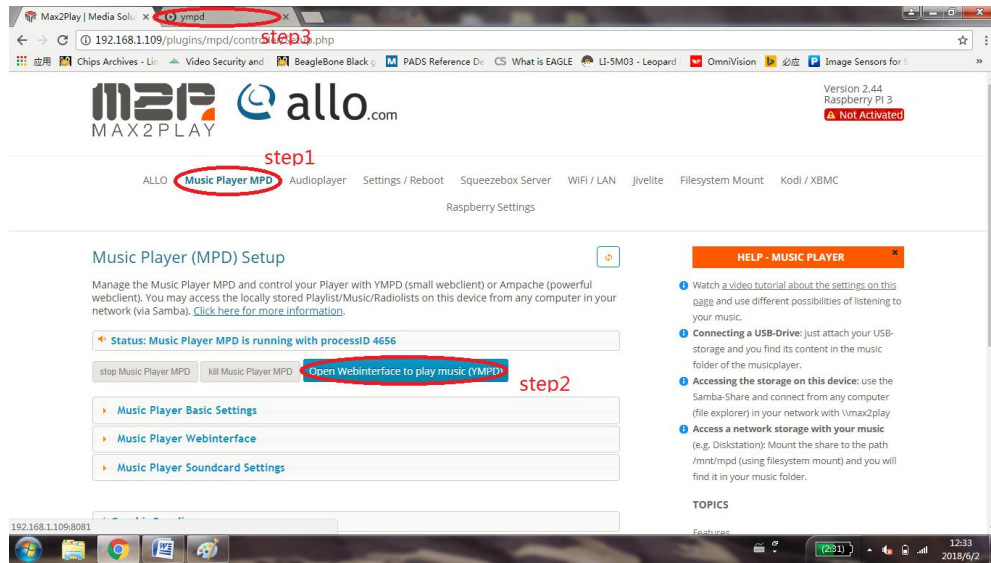 Max2Play | Media Solu
ympd
step3
192.168.1.109/plugins/mpd/controller/Setup.php
应用
Chips Archives - Lin
Video Security and
BeagleBone Black g
PADS Reference De
CS What is EAGLE
LI-5M03 - Leopard
OmniVision
必应
Image Sensors for S
»
M2P
MAX2PLAY
allo.com
Version 2.44
Raspberry PI 3
Not Activated
step1
ALLO Music Player MPD Audioplayer Settings / Reboot Squeezebox Server WiFi / LAN Jivelite Filesystem Mount Kodi / XBMC
Raspberry Settings
Music Player (MPD) Setup
Manage the Music Player MPD and control your Player with YMPD (small webclient) or Ampache (powerful
webclient). You may access the locally stored Playlist/Music/Radiolists on this device from any computer in your
network (via Samba). Click here for more information.
Status: Music Player MPD is running with processID 4656
stop Music Player MPD kill Music Player MPD Open Webinterface to play music (YMPD)
step2
Music Player Basic Settings
Music Player Webinterface
Music Player Soundcard Settings
HELP - MUSIC PLAYER
Watch a video tutorial about the settings on this
page and use different possibilities of listening to
your music.
Connecting a USB-Drive: just attach your USB-
storage and you find its content in the music
folder of the musicplayer.
Accessing the storage on this device: use the
Samba-Share and connect from any computer
(file explorer) in your network with \\max2play
Access a network storage with your music
(e.g. Diskstation): Mount the share to the path
/mnt/mpd (using filesystem mount) and you will
find it in your music folder.
TOPICS
Features
192.168.1.109:8081
(2:31)
12:33
2018/6/2